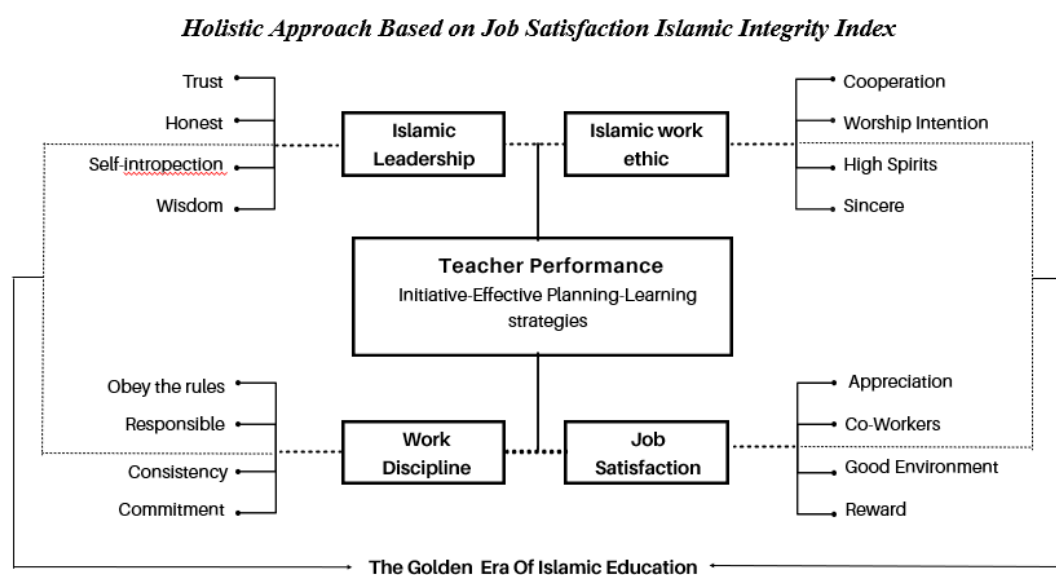 Holistic Approach Based on Job Satisfaction Islamic Integrity Index
Trust
Honest
Self-intropection
Wisdom
Islamic
Leadership
Islamic work
ethic
Cooperation
Worship Intention
High Spirits
Sincere
Teacher Performance
Initiative-Effective Planning-Learning
strategies
Obey the rules
Responsible
Consistency
Commitment
Work
Discipline
Job
Satisfaction
Appreciation
Co-Workers
Good Environment
Reward
The Golden Era Of Islamic Education